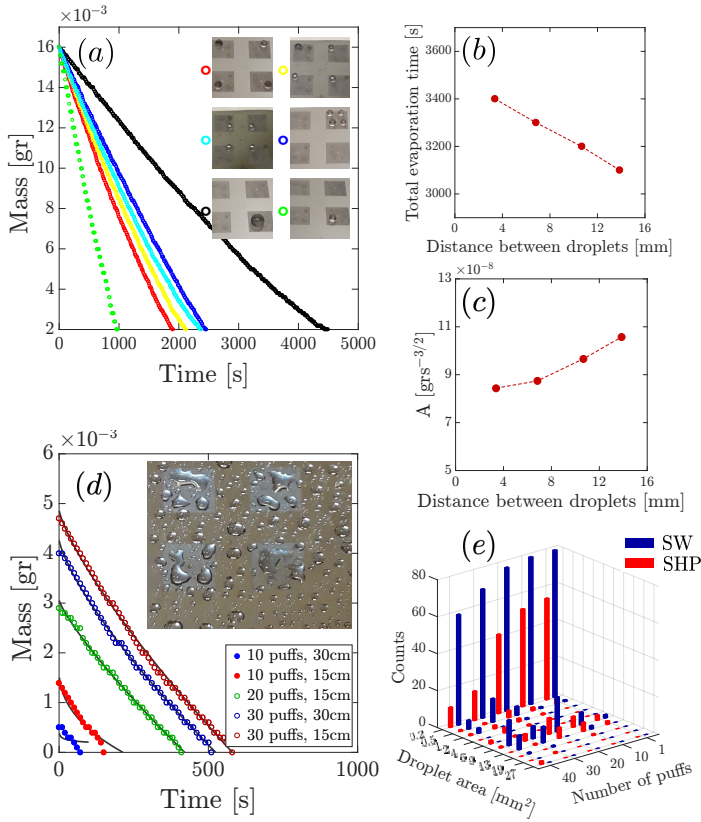 ×10⁻³
(a)
16
14
12
10
8
6
4
2
0 1000 2000 3000 4000 5000
Mass [gr]
Time [s]
(b)
3600
3400
3200
3000
0 4 8 12 16
Total evaporation time [s]
Distance between droplets [mm]
×10⁻⁸
(c)
13
11
9
7
5
0 4 8 12 16
A [grs⁻³/²]
Distance between droplets [mm]
×10⁻³
(d)
6
5
4
3
2
1
0
0 500 1000
Mass [gr]
Time [s]
10 puffs, 30cm
10 puffs, 15cm
20 puffs, 15cm
30 puffs, 30cm
30 puffs, 15cm
(e)
SW
SHP
80
60
40
20
0
Counts
Droplet area [mm²]
40 30 20 10 1
Number of puffs